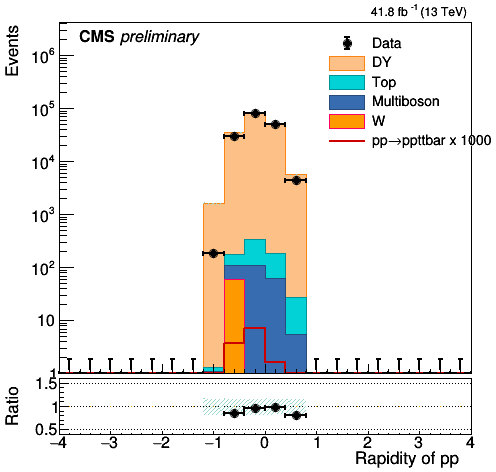 41.8 fb⁻¹ (13 TeV)
CMS preliminary
Events
10⁶
10⁵
10⁴
10³
10²
10
1
Data
DY
Top
Multiboson
W
pp→ppttbar x 1000
Ratio
1.5
1
0.5
−4 −3 −2 −1 0 1 2 3 4
Rapidity of pp